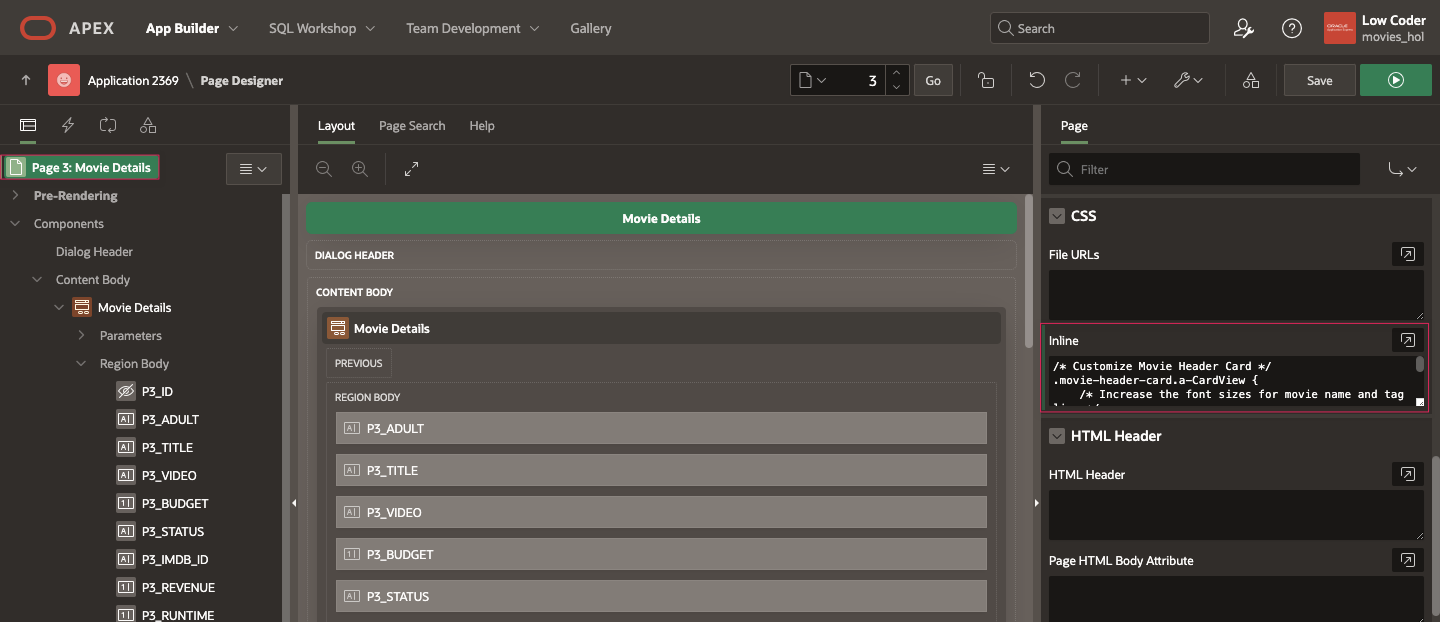 APEX App Builder SQL Workshop Team Development Gallery Search Low Coder
movies_hol
Application 2369 \ Page Designer 3 Go Save
Layout Page Search Help
Page
Page 3: Movie Details
Filter
Pre-Rendering
Components
Dialog Header
Content Body
Movie Details
Parameters
Region Body
P3_ID
P3_ADULT
P3_TITLE
P3_VIDEO
P3_BUDGET
P3_STATUS
P3_IMDB_ID
P3_REVENUE
P3_RUNTIME
Movie Details
DIALOG HEADER
CONTENT BODY
Movie Details
PREVIOUS
REGION BODY
P3_ADULT
P3_TITLE
P3_VIDEO
P3_BUDGET
P3_STATUS
CSS
File URLs
Inline
/* Customize Movie Header Card */
.movie-header-card.a-CardView {
/* Increase the font sizes for movie name and tag
HTML Header
HTML Header
Page HTML Body Attribute